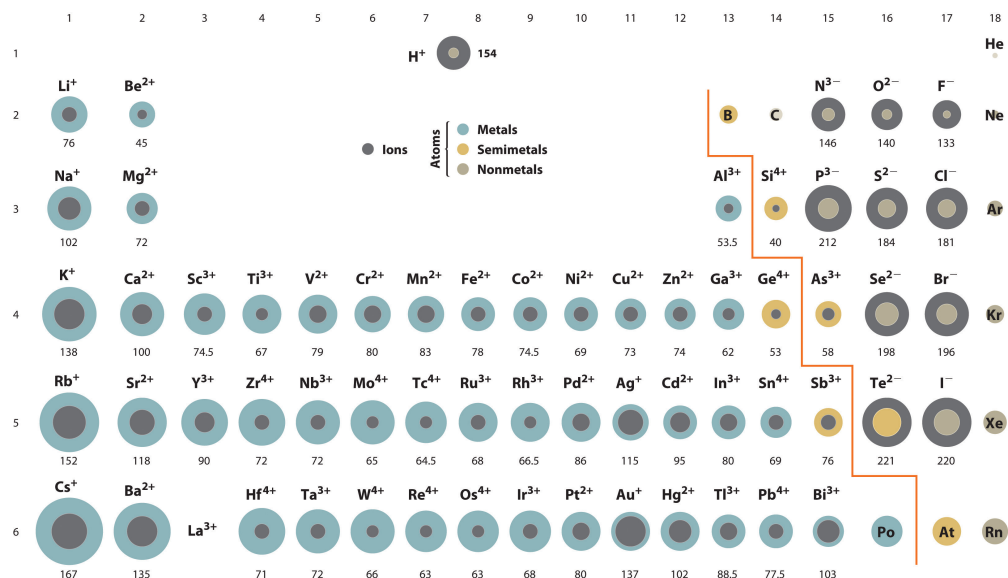 1 2 3 4 5 6 7 8 9 10 11 12 13 14 15 16 17 18
1 H⁺ 154 He
Li⁺ Be²⁺ N³⁻ O²⁻ F⁻
2 B C Ne
76 45 146 140 133
Ions
Atoms
Metals
Semimetals
Nonmetals
Na⁺ Mg²⁺ Al³⁺ Si⁴⁺ P³⁻ S²⁻ Cl⁻
3 Ar
102 72 53.5 40 212 184 181
K⁺ Ca²⁺ Sc³⁺ Ti³⁺ V²⁺ Cr²⁺ Mn²⁺ Fe²⁺ Co²⁺ Ni²⁺ Cu²⁺ Zn²⁺ Ga³⁺ Ge⁴⁺ As³⁺ Se²⁻ Br⁻
4 Kr
138 100 74.5 67 79 80 83 78 74.5 69 73 74 62 53 58 198 196
Rb⁺ Sr²⁺ Y³⁺ Zr⁴⁺ Nb³⁺ Mo⁴⁺ Tc⁴⁺ Ru³⁺ Rh³⁺ Pd²⁺ Ag⁺ Cd²⁺ In³⁺ Sn⁴⁺ Sb³⁺ Te²⁻ I⁻
5 Xe
152 118 90 72 72 65 64.5 68 66.5 86 115 95 80 69 76 221 220
Cs⁺ Ba²⁺ Hf⁴⁺ Ta³⁺ W⁴⁺ Re⁴⁺ Os⁴⁺ Ir³⁺ Pt²⁺ Au⁺ Hg²⁺ Tl³⁺ Pb⁴⁺ Bi³⁺
6 La³⁺ Po At Rn
167 135 71 72 66 63 63 68 80 137 102 88.5 77.5 103